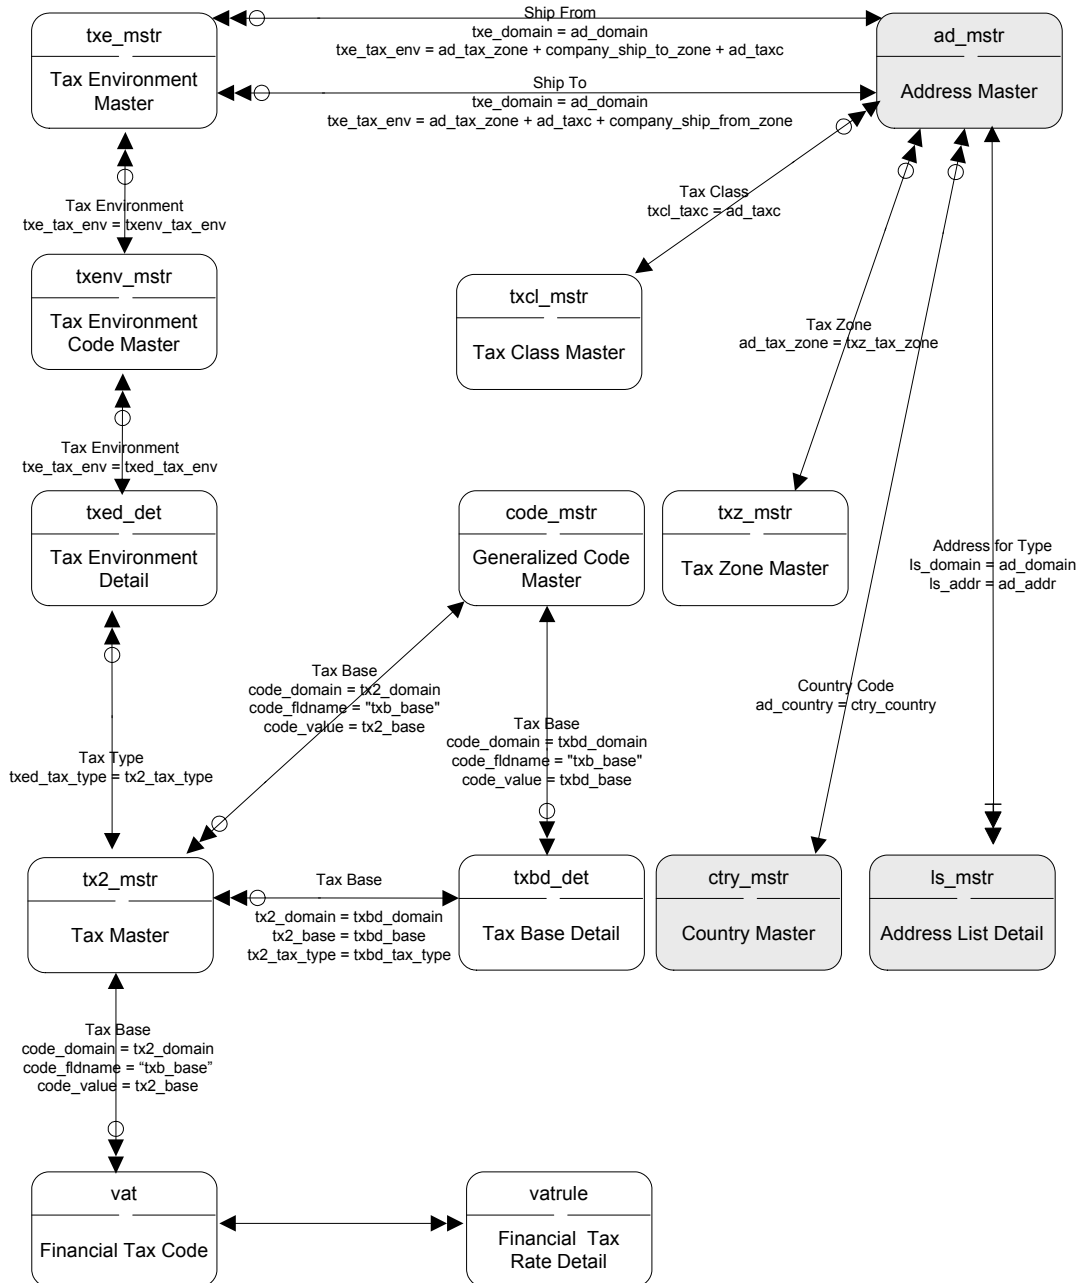 Ship From
txe_domain = ad_domain
txe_tax_env = ad_tax_zone + company_ship_to_zone + ad_taxc
txe_mstr
Tax Environment
Master
ad_mstr
Address Master
Ship To
txe_domain = ad_domain
txe_tax_env = ad_tax_zone + ad_taxc + company_ship_from_zone
Tax Environment
txe_tax_env = txenv_tax_env
Tax Class
txcl_taxc = ad_taxc
txenv_mstr
Tax Environment
Code Master
txcl_mstr
Tax Class Master
Tax Zone
ad_tax_zone = txz_tax_zone
Tax Environment
txe_tax_env = txed_tax_env
txed_det
Tax Environment
Detail
code_mstr
Generalized Code
Master
txz_mstr
Tax Zone Master
Address for Type
ls_domain = ad_domain
ls_addr = ad_addr
Tax Base
code_domain = tx2_domain
code_fldname = "txb_base"
code_value = tx2_base
Country Code
ad_country = ctry_country
Tax Base
code_domain = txbd_domain
code_fldname = "txb_base"
code_value = txbd_base
Tax Type
txed_tax_type = tx2_tax_type
tx2_mstr
Tax Master
Tax Base
tx2_domain = txbd_domain
tx2_base = txbd_base
tx2_tax_type = txbd_tax_type
txbd_det
Tax Base Detail
ctry_mstr
Country Master
ls_mstr
Address List Detail
Tax Base
code_domain = tx2_domain
code_fldname = “txb_base”
code_value = tx2_base
vat
Financial Tax Code
vatrule
Financial Tax
Rate Detail